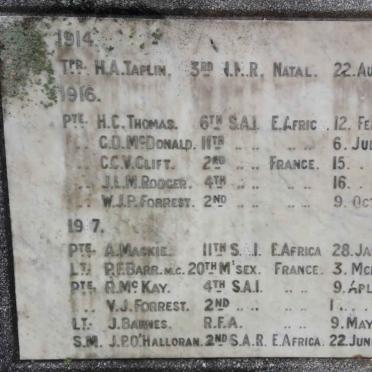 1914.
TPR. H.A. TAPLIN. 3RD I.M.R. NATAL. 22. AU
1916.
PTE. H.C. THOMAS. 6TH S.A.I. E.AFRIC 12. FE
" G.D. McDONALD. 11TH " " " 6. JU
" C.C.V. CLIFT. 2ND " " FRANCE. 15. "
" J.L.M. RODGER. 4TH " " " 16. "
" W.J.P. FORREST. 2ND " " " 9. OC
1917.
PTE. A. MACKIE. 11TH S.A.I. E.AFRICA 28. JA
LT. P.F. BARR. M.C. 20TH M'SEX. FRANCE. 3. MC
PTE. R. McKAY. 4TH S.A.I. " " 9. APL
" V.J. FORREST. 2ND " " " 1 "
LT. J. BARNES. R.F.A. " " 9. MAY
S.M. J.P. O'HALLORAN. 2ND S.A.R. E.AFRICA. 22. JUN